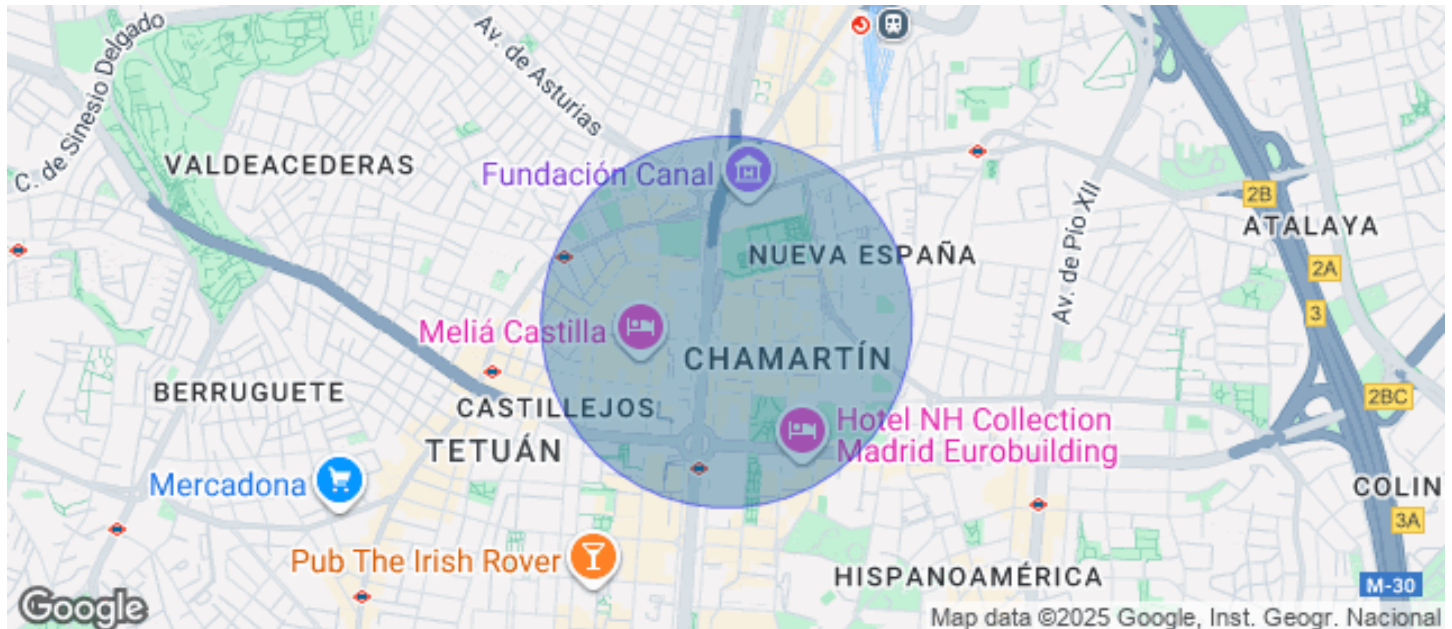 C. de Sinesio Delgado
Av. de Asturias
VALDEACEDERAS
Fundación Canal
Av. de Pío XII
2B
ATALAYA
NUEVA ESPAÑA
2A
3
Meliá Castilla
CHAMARTÍN
BERRUGUETE
CASTILLEJOS
2BC
Hotel NH Collection
Madrid Eurobuilding
TETUÁN
Mercadona
COLIN
3A
Pub The Irish Rover
HISPANOAMÉRICA
M-30
Google
Map data ©2025 Google, Inst. Geogr. Nacional